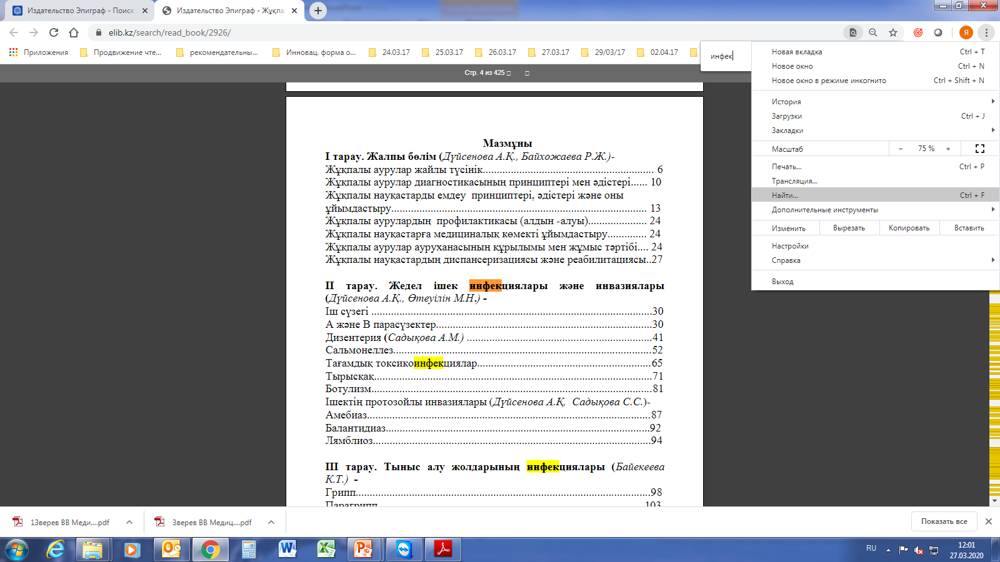 Издательство Эпиграф - Поиск
Издательство Эпиграф - Жұқпа
elib.kz/search/read_book/2926/
Я
Приложения
Продвижение чте...
рекомендательны...
Инновац. форма о...
24.03.17
25.03.17
26.03.17
27.03.17
29/03/17
02.04.17
инфек
Стр. 4 из 425
Новая вкладка Ctrl + T
Новое окно Ctrl + N
Новое окно в режиме инкогнито Ctrl + Shift + N
История
Загрузки Ctrl + J
Закладки
Масштаб − 75 % +
Печать... Ctrl + P
Трансляция...
Найти... Ctrl + F
Дополнительные инструменты
Изменить Вырезать Копировать Вставить
Настройки
Справка
Выход
Мазмұны
I тарау. Жалпы бөлім (Дүйсенова А.Қ., Байхожаева Р.Ж.)-
Жұқпалы аурулар жайлы түсінік............................................................. 6
Жұқпалы аурулар диагностикасының принциптері мен әдістері...... 10
Жұқпалы науқастарды емдеу принциптері, әдістері және оны
ұйымдастыру........................................................................................... 13
Жұқпалы аурулардың профилактикасы (алдын -алуы)..................... 24
Жұқпалы науқастарға медициналық көмекті ұйымдастыру.............. 24
Жұқпалы аурулар ауруханасының құрылымы мен жұмыс тәртібі.... 24
Жұқпалы науқастардың диспансеризациясы және реабилитациясы..27
II тарау. Жедел ішек инфекциялары және инвазиялары
(Дүйсенова А.Қ., Өтеуілін М.Н.) -
Іш сүзегі ....................................................................................................30
А және В парасүзектер.............................................................................30
Дизентерия (Садықова А.М.) ..................................................................41
Сальмонеллез............................................................................................52
Тағамдық токсикоинфекциялар..............................................................65
Тырысқақ...................................................................................................71
Ботулизм....................................................................................................81
Ішектің протозойлы инвазиялары (Дүйсенова А.Қ, Садықова С.С.)-
Амебиаз.....................................................................................................87
Балантидиаз..............................................................................................92
Лямблиоз...................................................................................................94
III тарау. Тыныс алу жолдарының инфекциялары (Байекеева
К.Т.) -
Грипп.........................................................................................................98
Парагрипп...............................................................................................103
13верев ВВ Меди....pdf
Зверев ВВ Медиц....pdf
Показать все
RU
12:01
27.03.2020